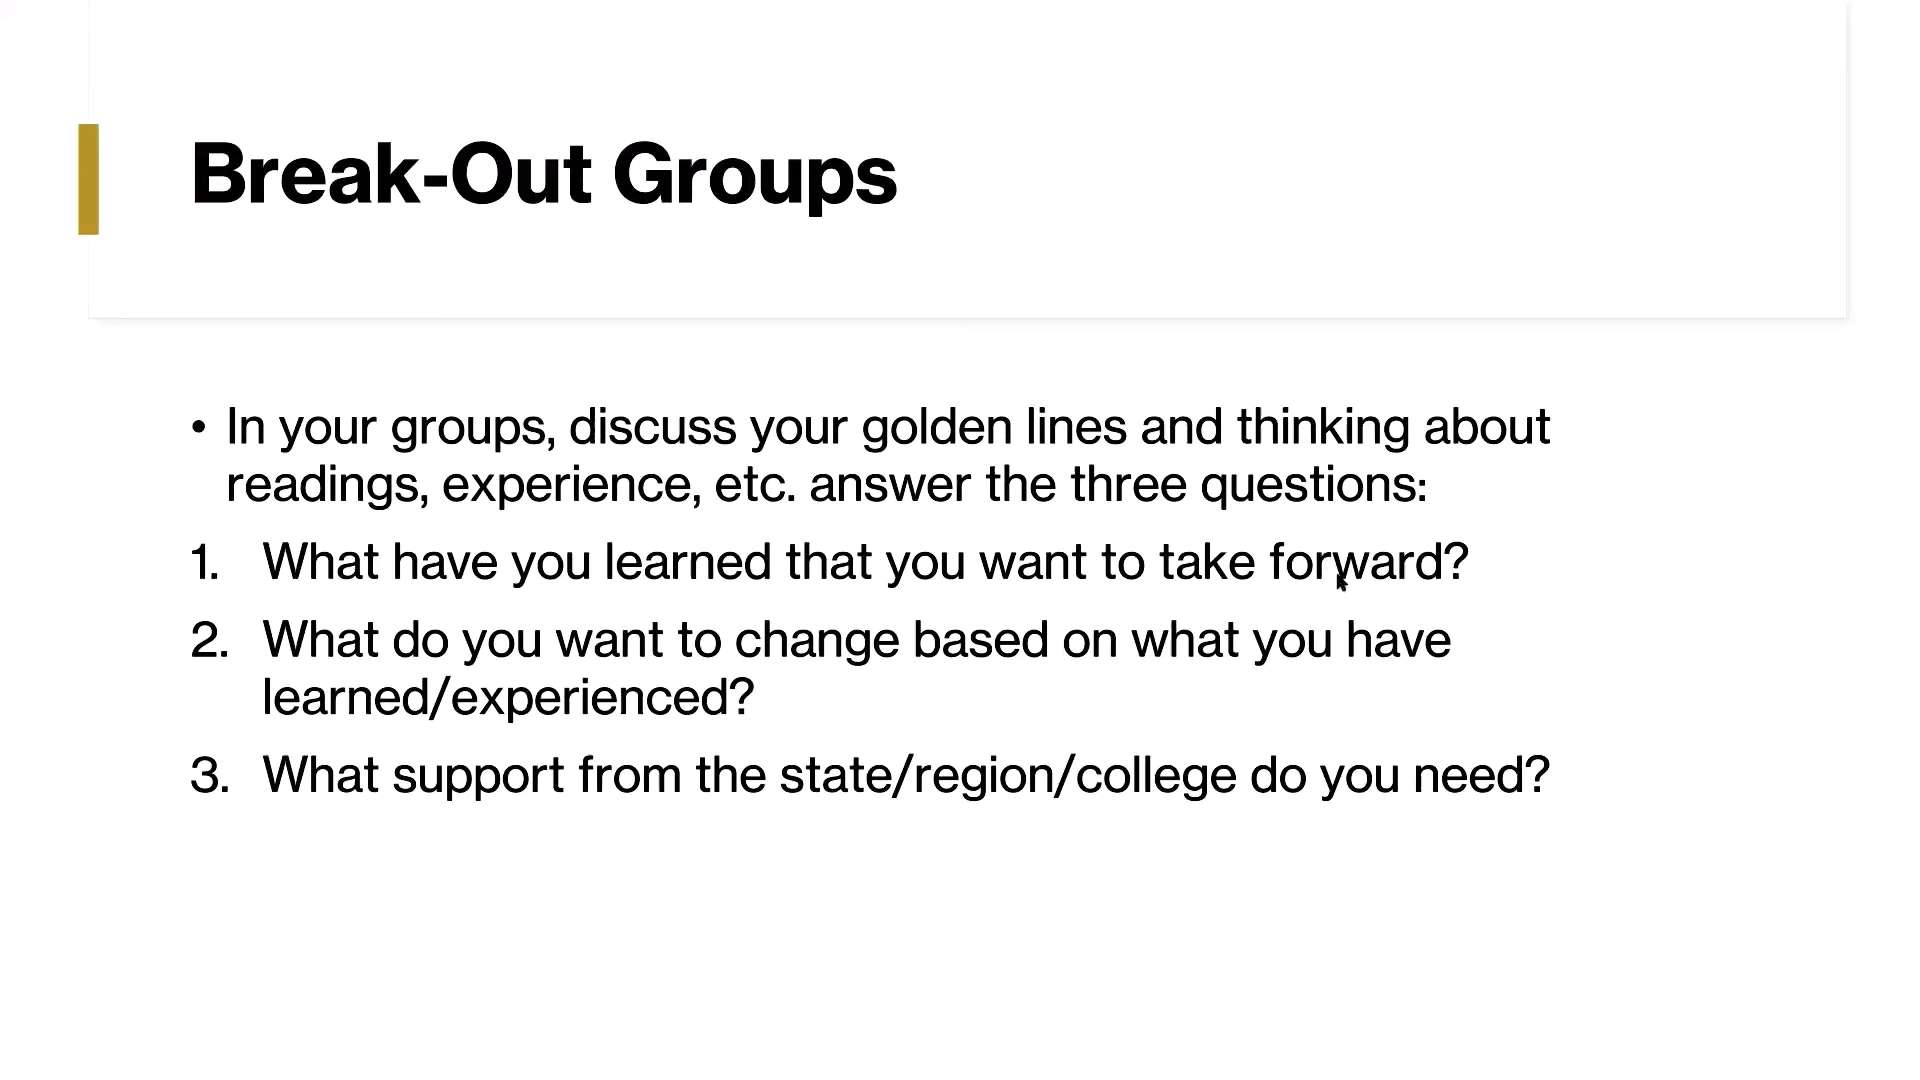 Break-Out Groups
• In your groups, discuss your golden lines and thinking about
readings, experience, etc. answer the three questions:
1. What have you learned that you want to take forward?
2. What do you want to change based on what you have
learned/experienced?
3. What support from the state/region/college do you need?